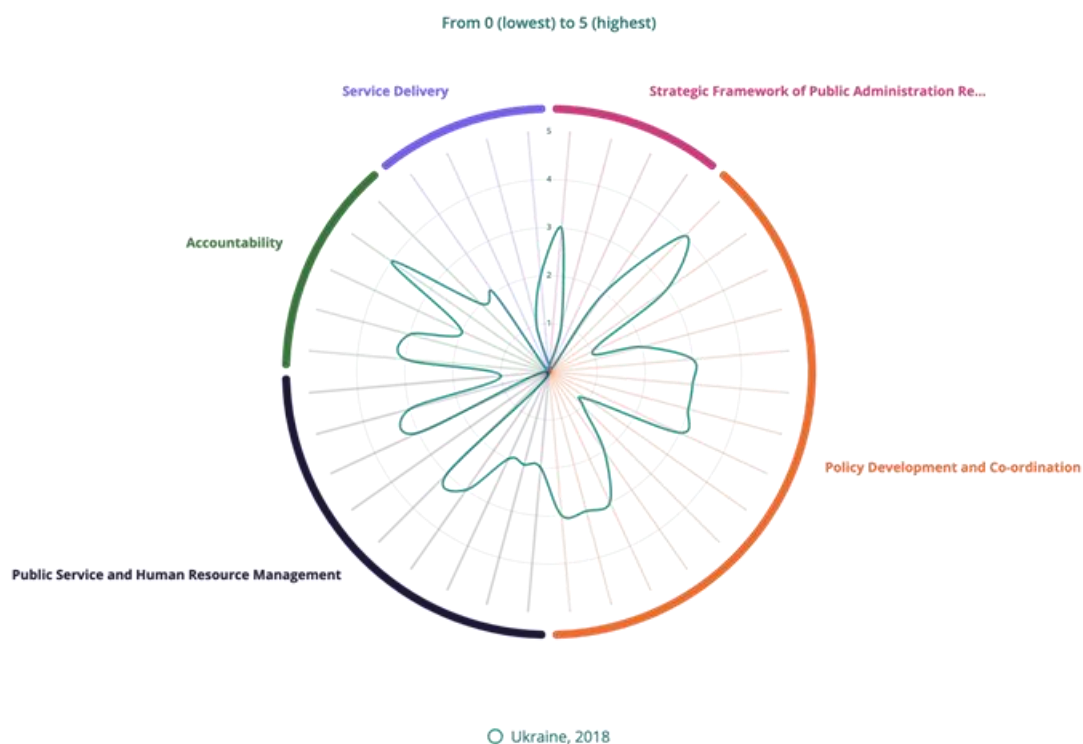 From 0 (lowest) to 5 (highest)
Service Delivery
Strategic Framework of Public Administration Re...
5
4
3
2
1
Accountability
Policy Development and Co-ordination
Public Service and Human Resource Management
Ukraine, 2018